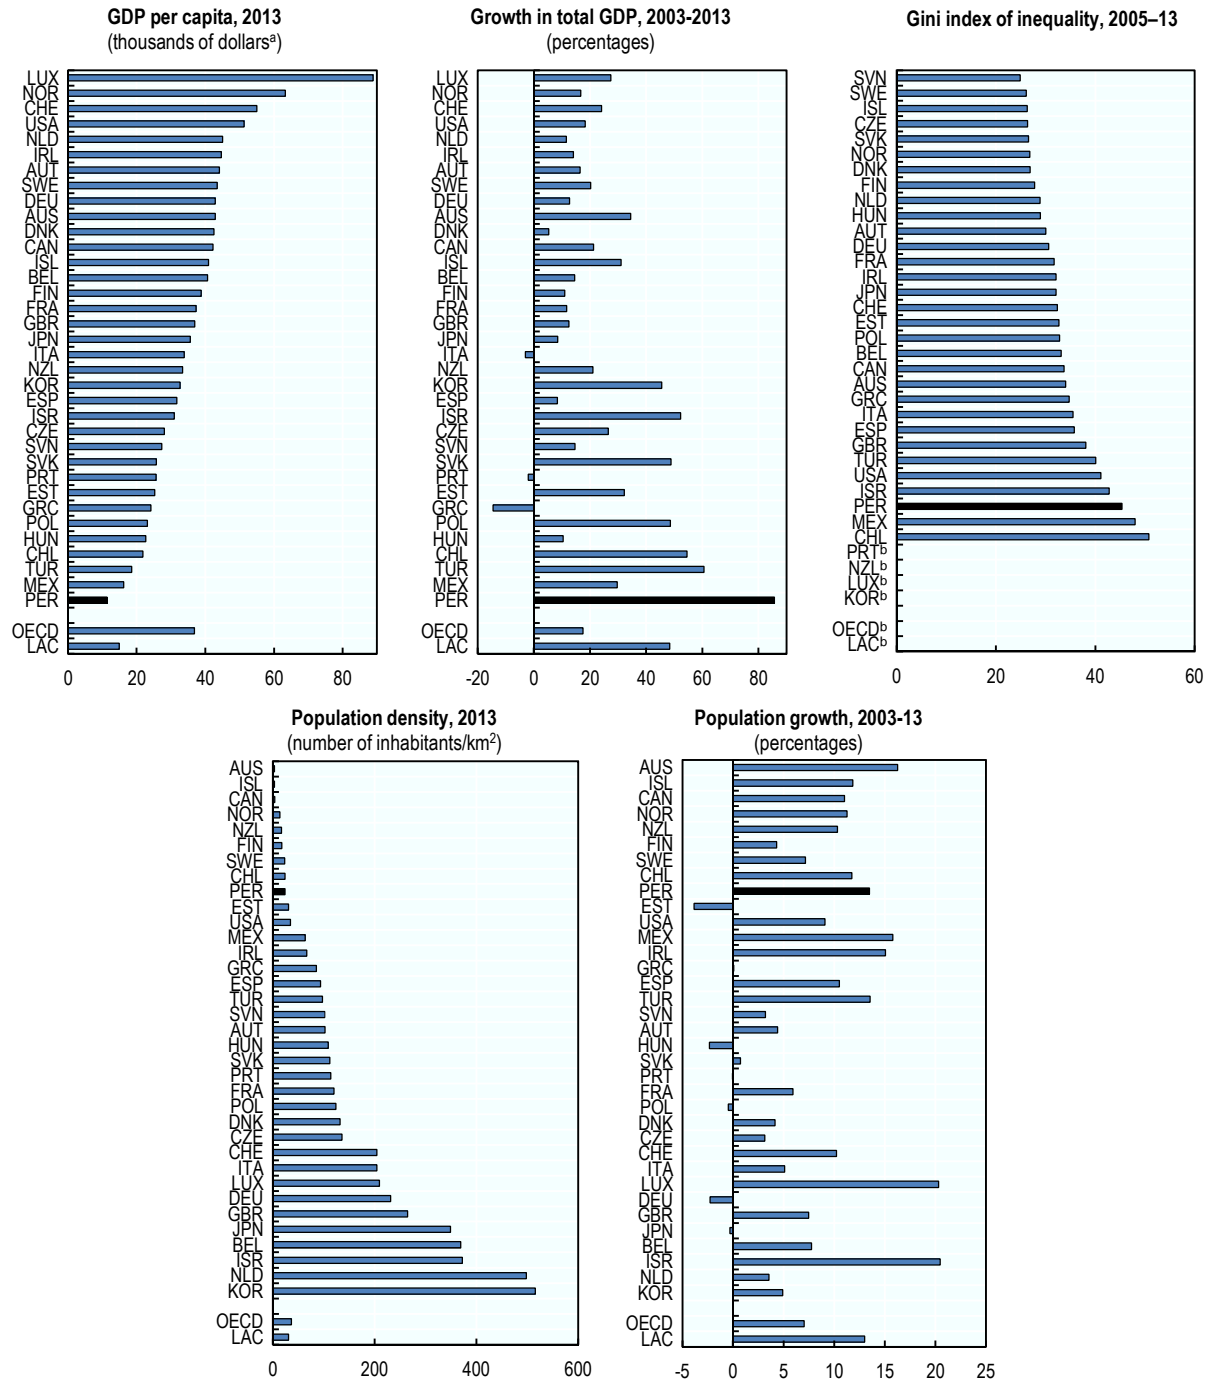 GDP per capita, 2013
(thousands of dollarsᵃ)
LUX
NOR
CHE
USA
NLD
IRL
AUT
SWE
DEU
AUS
DNK
CAN
ISL
BEL
FIN
FRA
GBR
JPN
ITA
NZL
KOR
ESP
ISR
CZE
SVN
SVK
PRT
EST
GRC
POL
HUN
CHL
TUR
MEX
PER
OECD
LAC
0 20 40 60 80
Growth in total GDP, 2003-2013
(percentages)
LUX
NOR
CHE
USA
NLD
IRL
AUT
SWE
DEU
AUS
DNK
CAN
ISL
BEL
FIN
FRA
GBR
JPN
ITA
NZL
KOR
ESP
ISR
CZE
SVN
SVK
PRT
EST
GRC
POL
HUN
CHL
TUR
MEX
PER
OECD
LAC
-20 0 20 40 60 80
Gini index of inequality, 2005–13
SVN
SWE
ISL
CZE
SVK
NOR
DNK
FIN
NLD
HUN
AUT
DEU
FRA
IRL
JPN
CHE
EST
POL
BEL
CAN
AUS
GRC
ITA
ESP
GBR
TUR
USA
ISR
PER
MEX
CHL
PRTᵇ
NZLᵇ
LUXᵇ
KORᵇ
OECDᵇ
LACᵇ
0 20 40 60
Population density, 2013
(number of inhabitants/km²)
AUS
ISL
CAN
NOR
NZL
FIN
SWE
CHL
PER
EST
USA
MEX
IRL
GRC
ESP
TUR
SVN
AUT
HUN
SVK
PRT
FRA
POL
DNK
CZE
CHE
ITA
LUX
DEU
GBR
JPN
BEL
ISR
NLD
KOR
OECD
LAC
0 200 400 600
Population growth, 2003-13
(percentages)
AUS
ISL
CAN
NOR
NZL
FIN
SWE
CHL
PER
EST
USA
MEX
IRL
GRC
ESP
TUR
SVN
AUT
HUN
SVK
PRT
FRA
POL
DNK
CZE
CHE
ITA
LUX
DEU
GBR
JPN
BEL
ISR
NLD
KOR
OECD
LAC
-5 0 5 10 15 20 25